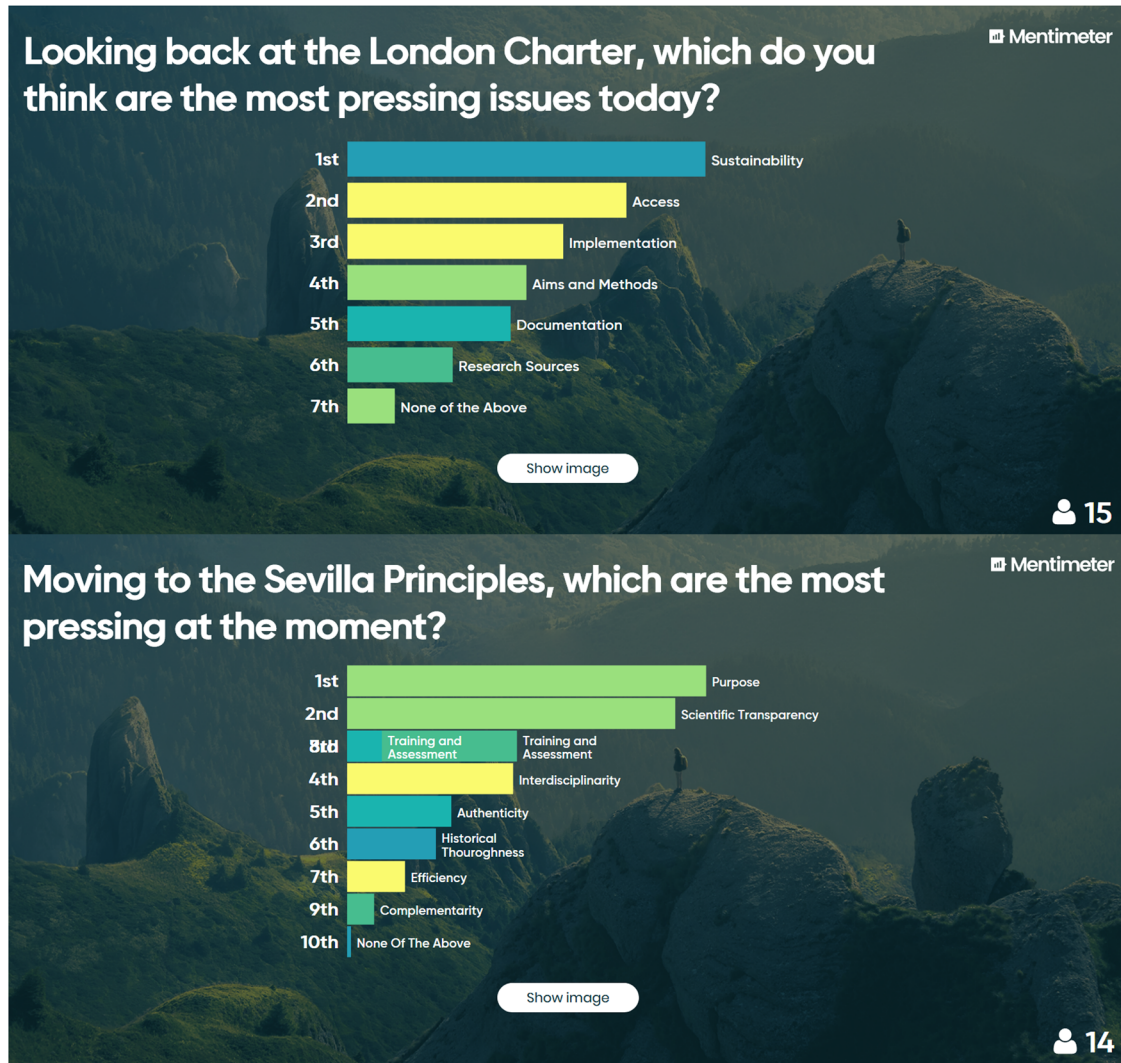 Mentimeter
Looking back at the London Charter, which do you
think are the most pressing issues today?
1st Sustainability
2nd Access
3rd Implementation
4th Aims and Methods
5th Documentation
6th Research Sources
7th None of the Above
Show image
15
Mentimeter
Moving to the Sevilla Principles, which are the most
pressing at the moment?
1st Purpose
2nd Scientific Transparency
Training and Training and
Assessment Assessment
4th Interdisciplinarity
5th Authenticity
6th Historical
Thouroghness
7th Efficiency
9th Complementarity
10th None Of The Above
Show image
14